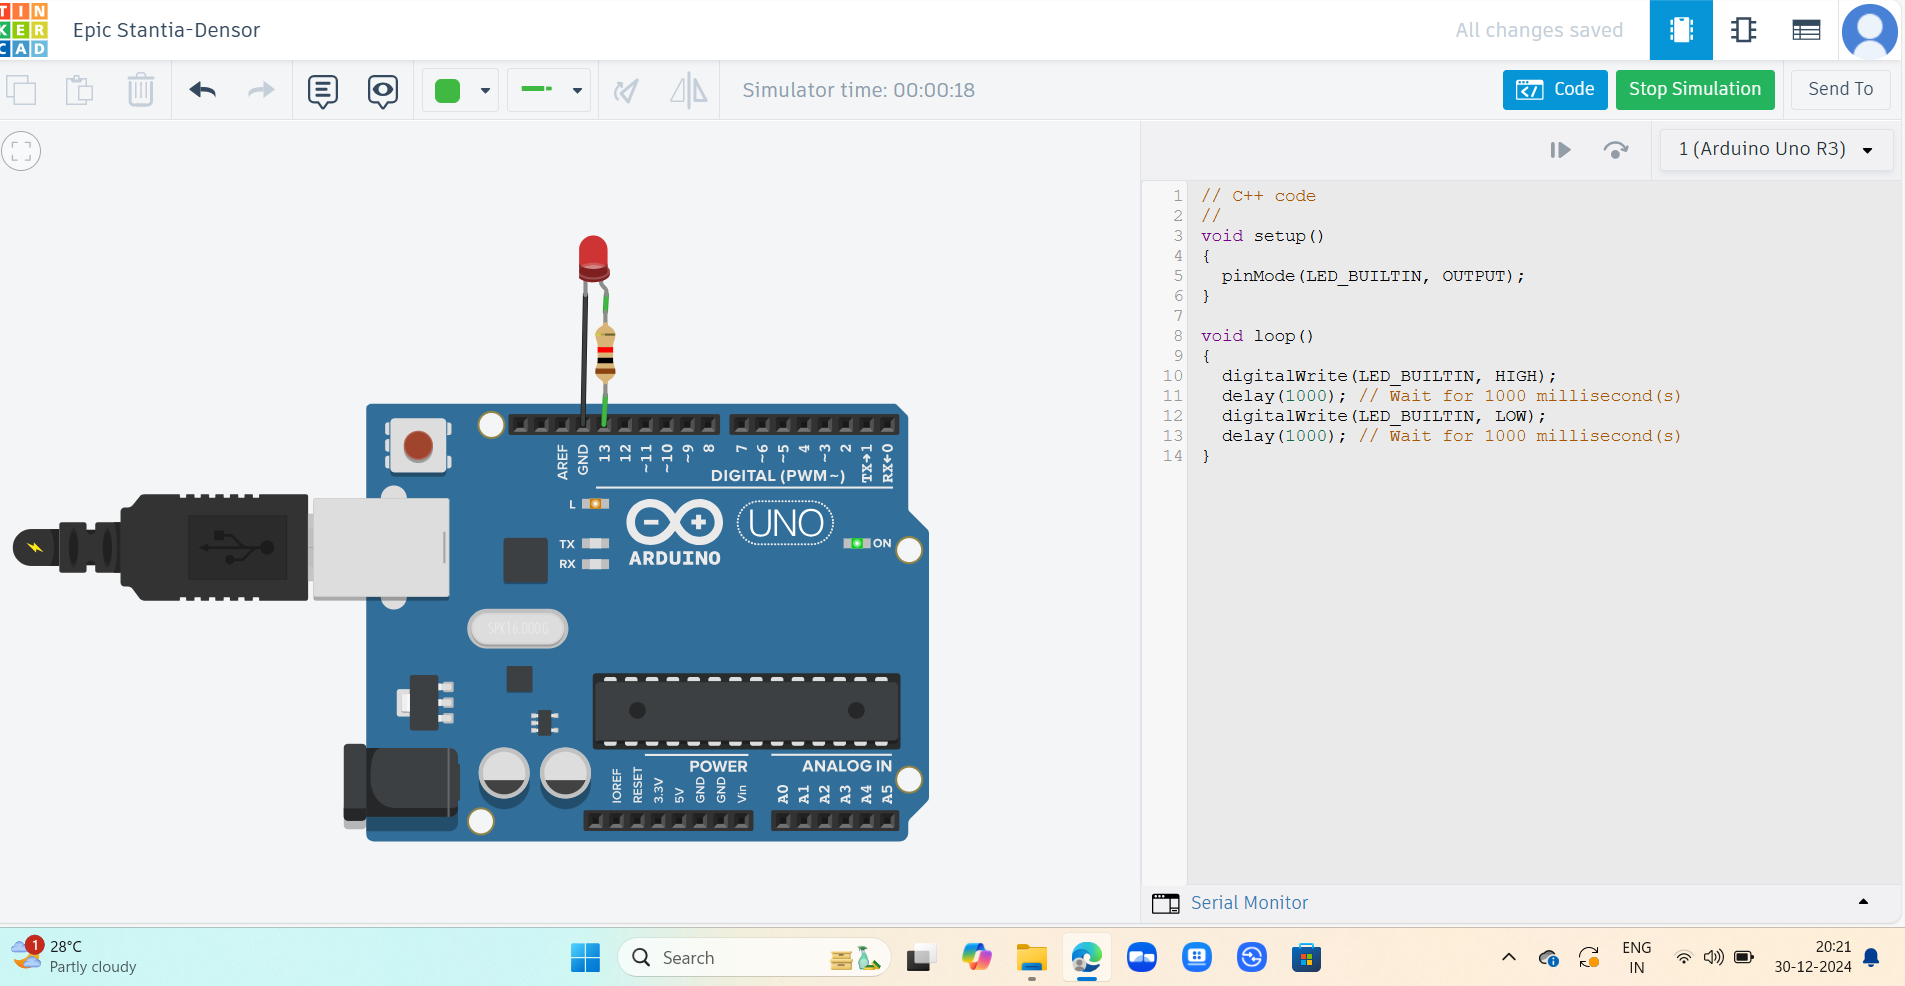 TIN
KER
CAD
Epic Stantia-Densor
All changes saved
Simulator time: 00:00:18
Code
Stop Simulation
Send To
1 (Arduino Uno R3)
1 // C++ code
2 //
3 void setup()
4 {
5 pinMode(LED_BUILTIN, OUTPUT);
6 }
7
8 void loop()
9 {
10 digitalWrite(LED_BUILTIN, HIGH);
11 delay(1000); // Wait for 1000 millisecond(s)
12 digitalWrite(LED_BUILTIN, LOW);
13 delay(1000); // Wait for 1000 millisecond(s)
14 }
AREF
GND
13
12
~11
~10
~9
8
7
~6
~5
4
~3
2
TX→1
RX←0
DIGITAL (PWM~)
L
TX
RX
ARDUINO
UNO
ON
SPK16.000G
POWER
ANALOG IN
IOREF
RESET
3.3V
5V
GND
GND
Vin
A0
A1
A2
A3
A4
A5
Serial Monitor
1
28°C
Partly cloudy
Search
ENG
IN
20:21
30-12-2024